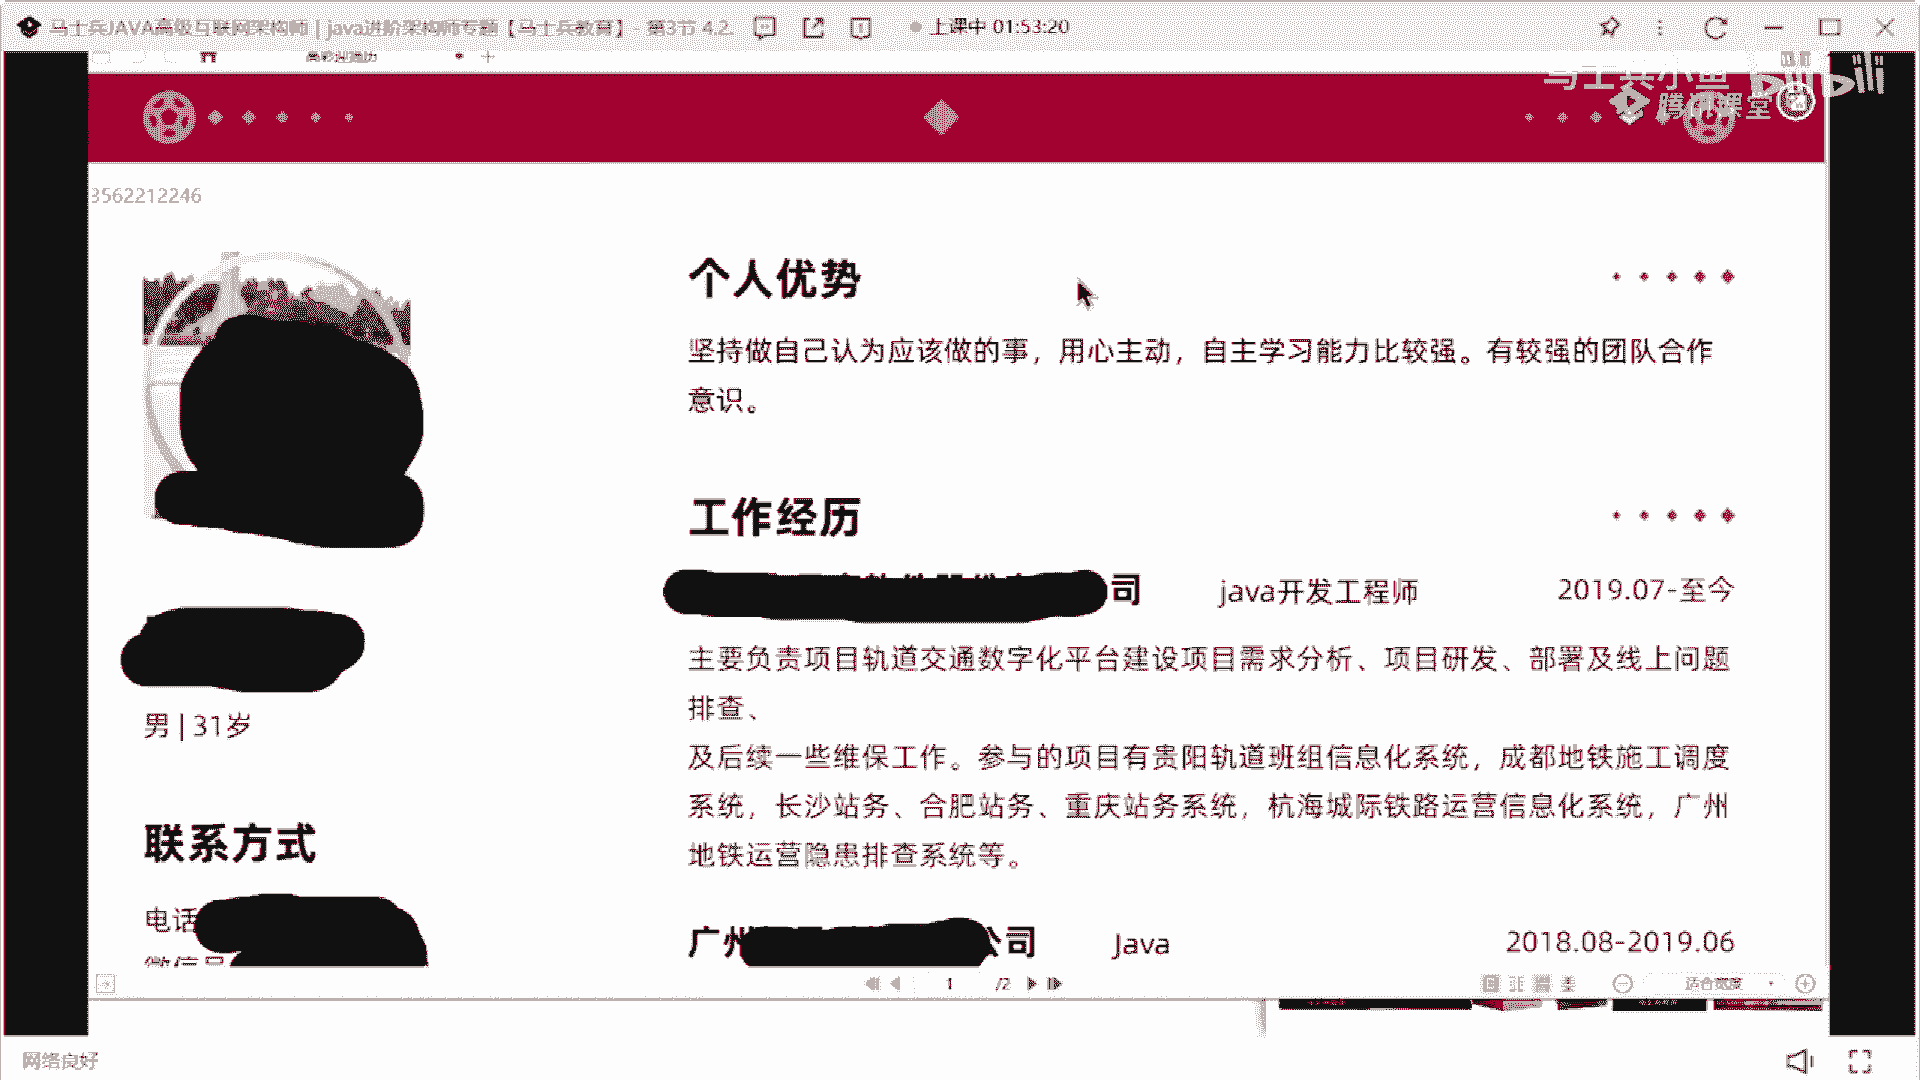 马士兵JAVA高级互联网架构师 | java进阶架构师专题【马士兵教育】 - 第3节 4.2.
上课中 01:53:20
马士兵小鱼 bilibili
腾讯课堂
3562212246
个人优势
坚持做自己认为应该做的事，用心主动，自主学习能力比较强。有较强的团队合作
意识。
工作经历
司 java开发工程师 2019.07-至今
主要负责项目轨道交通数字化平台建设项目需求分析、项目研发、部署及线上问题
排查、
及后续一些维保工作。参与的项目有贵阳轨道班组信息化系统，成都地铁施工调度
系统，长沙站务、合肥站务、重庆站务系统，杭海城际铁路运营信息化系统，广州
地铁运营隐患排查系统等。
广州 公司 Java 2018.08-2019.06
男 | 31岁
联系方式
电话
微信号
1 /2
适合宽度
网络良好